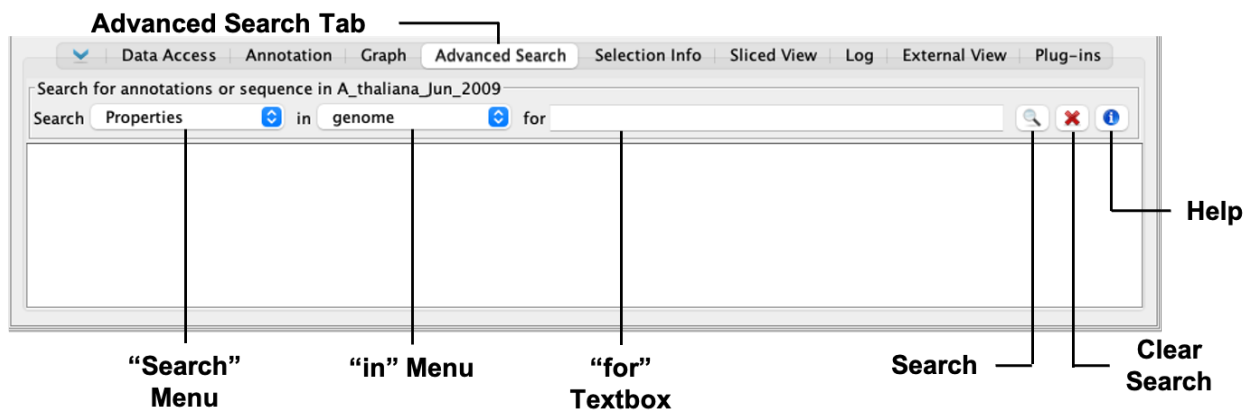 Advanced Search Tab
Data Access Annotation Graph Advanced Search Selection Info Sliced View Log External View Plug-ins
Search for annotations or sequence in A_thaliana_Jun_2009
Search Properties in genome for
Help
"Search" Menu
"in" Menu
"for" Textbox
Search
Clear Search